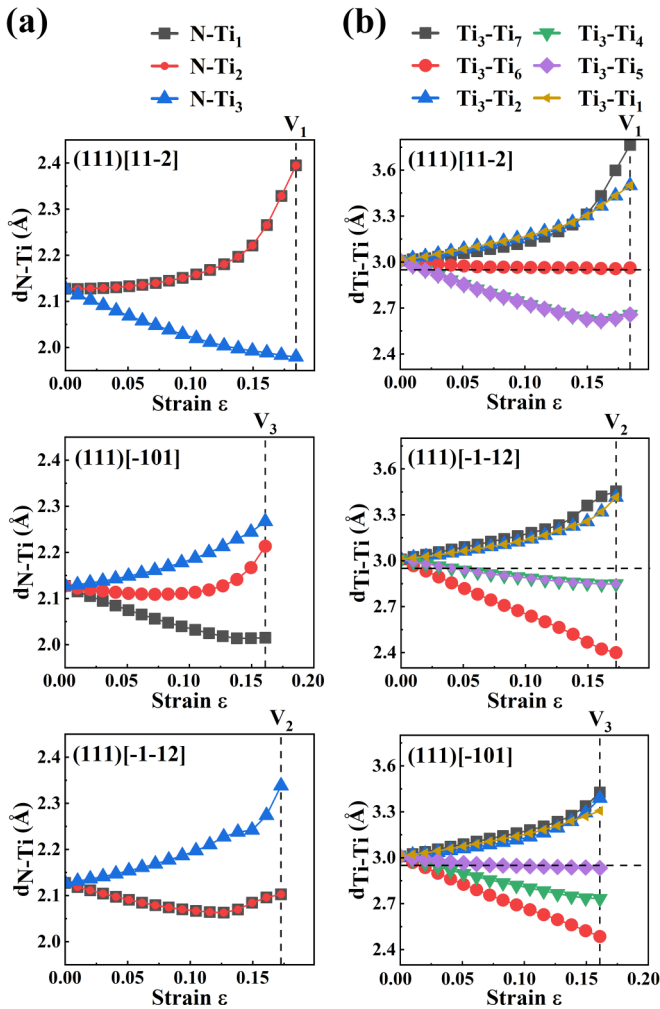 (a)
N-Ti1
N-Ti2
N-Ti3
V1
(111)[11-2]
dN-Ti (Å)
2.4
2.3
2.2
2.1
2.0
0.00 0.05 0.10 0.15 0.20
Strain ε
V3
(111)[-101]
dN-Ti (Å)
2.4
2.3
2.2
2.1
2.0
0.00 0.05 0.10 0.15 0.20
Strain ε
V2
(111)[-1-12]
dN-Ti (Å)
2.4
2.3
2.2
2.1
2.0
0.00 0.05 0.10 0.15
Strain ε
(b)
Ti3-Ti7 Ti3-Ti4
Ti3-Ti6 Ti3-Ti5
Ti3-Ti2 Ti3-Ti1
V1
(111)[11-2]
dTi-Ti (Å)
3.6
3.3
3.0
2.7
2.4
0.00 0.05 0.10 0.15
Strain ε
V2
(111)[-1-12]
dTi-Ti (Å)
3.6
3.3
3.0
2.7
2.4
0.00 0.05 0.10 0.15
Strain ε
V3
(111)[-101]
dTi-Ti (Å)
3.6
3.3
3.0
2.7
2.4
0.00 0.05 0.10 0.15 0.20
Strain ε